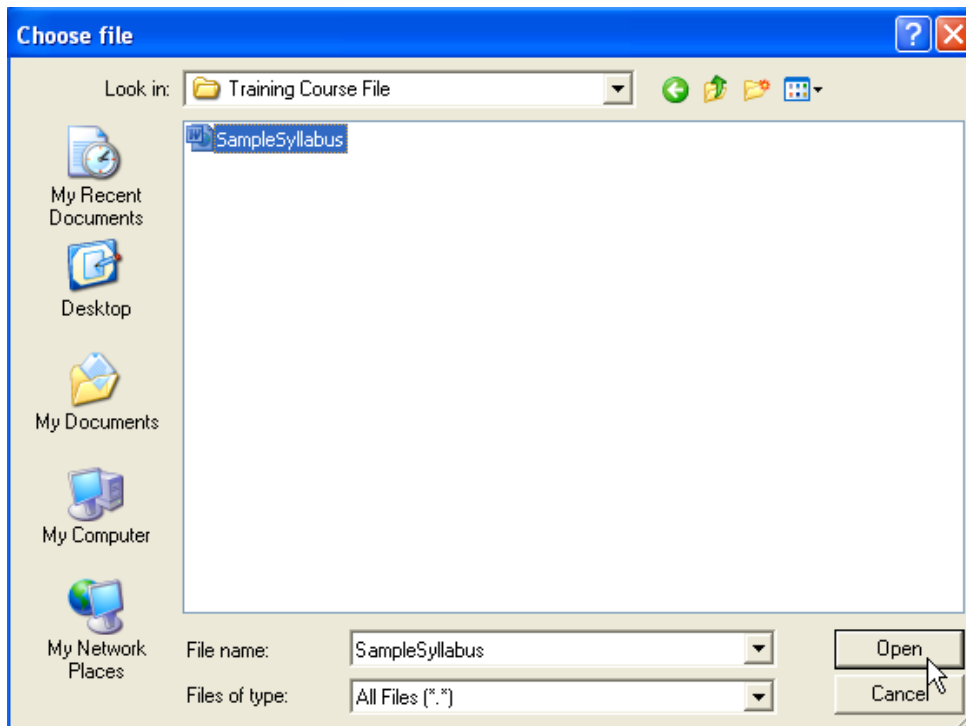 Choose file
Look in:
Training Course File
SampleSyllabus
My Recent
Documents
Desktop
My Documents
My Computer
My Network
Places
File name:
SampleSyllabus
Open
Files of type:
All Files (*.*)
Cancel